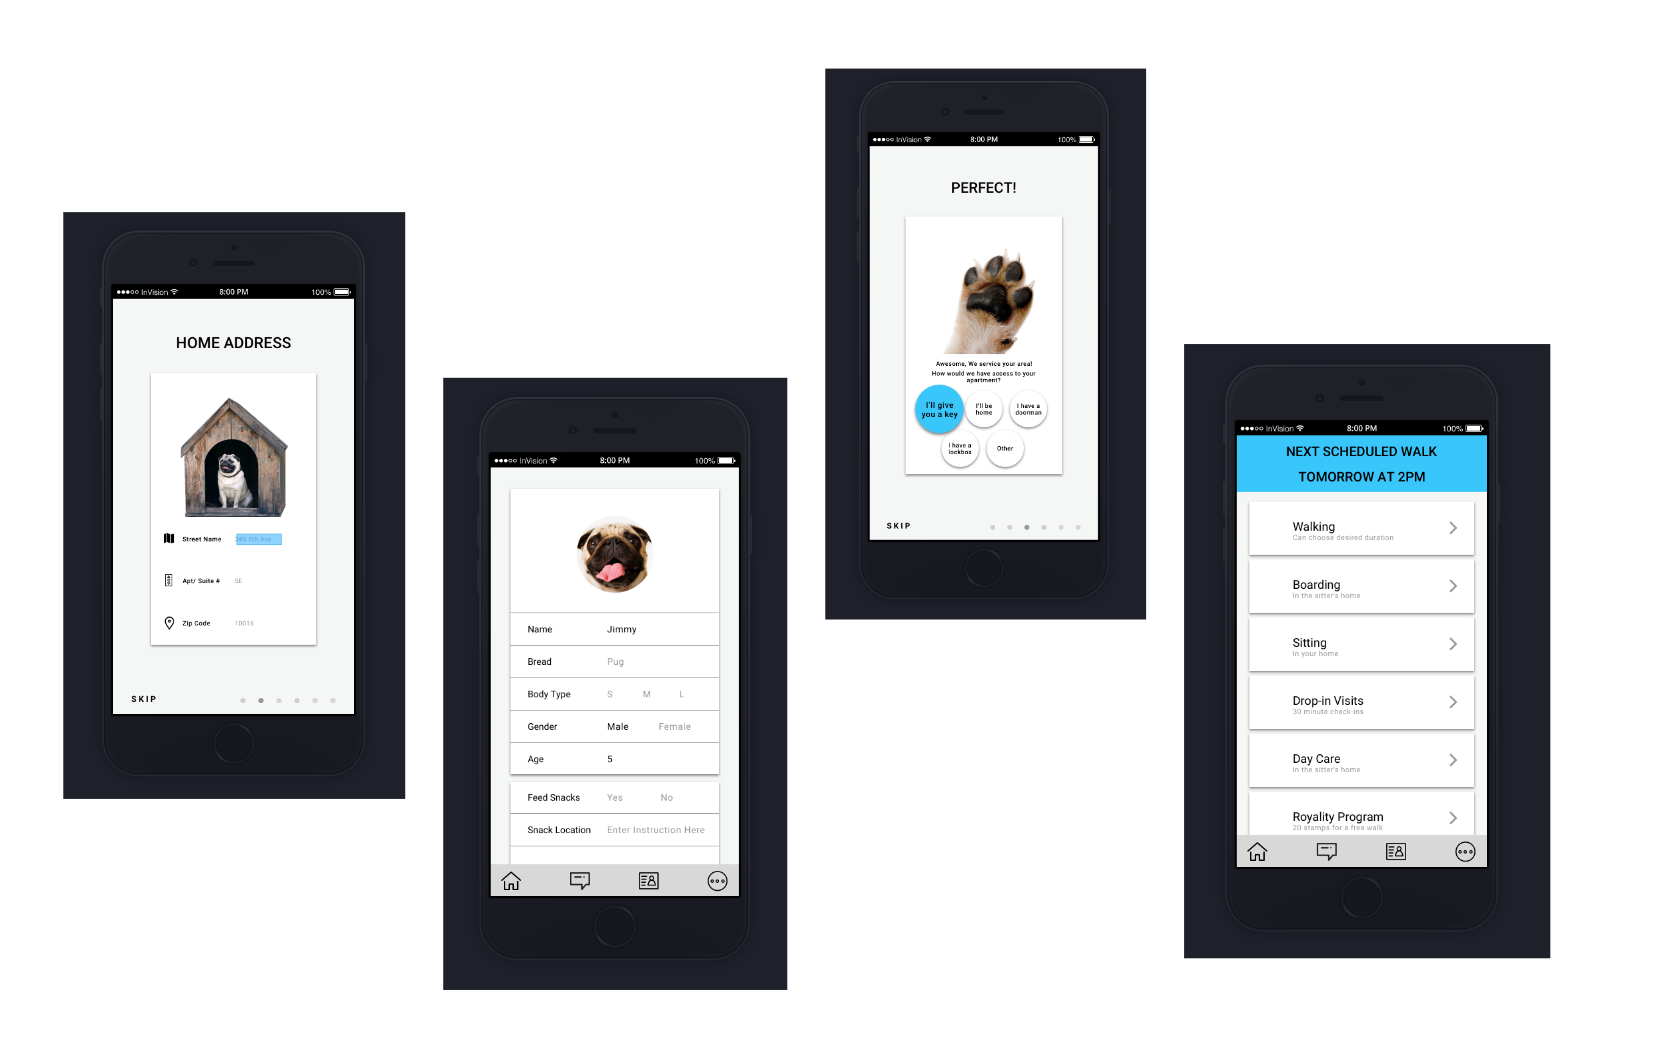 InVision 8:00 PM 100%
HOME ADDRESS
Street Name 349 5th Ave
Apt/ Suite # 5E
Zip Code 10016
SKIP
InVision 8:00 PM 100%
Name Jimmy
Bread Pug
Body Type S M L
Gender Male Female
Age 5
Feed Snacks Yes No
Snack Location Enter Instruction Here
InVision 8:00 PM 100%
PERFECT!
Awesome, We service your area!
How would we have access to your
apartment?
I'll give
you a key
I'll be
home
I have a
doorman
I have a
lockbox
Other
SKIP
InVision 8:00 PM 100%
NEXT SCHEDULED WALK
TOMORROW AT 2PM
Walking
Can choose desired duration
Boarding
in the sitter's home
Sitting
in your home
Drop-in Visits
30 minute check-ins
Day Care
in the sitter's home
Royality Program
20 stamps for a free walk